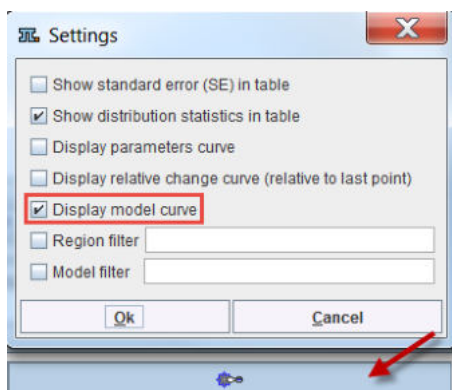 Settings
Show standard error (SE) in table
Show distribution statistics in table
Display parameters curve
Display relative change curve (relative to last point)
Display model curve
Region filter
Model filter
Ok Cancel